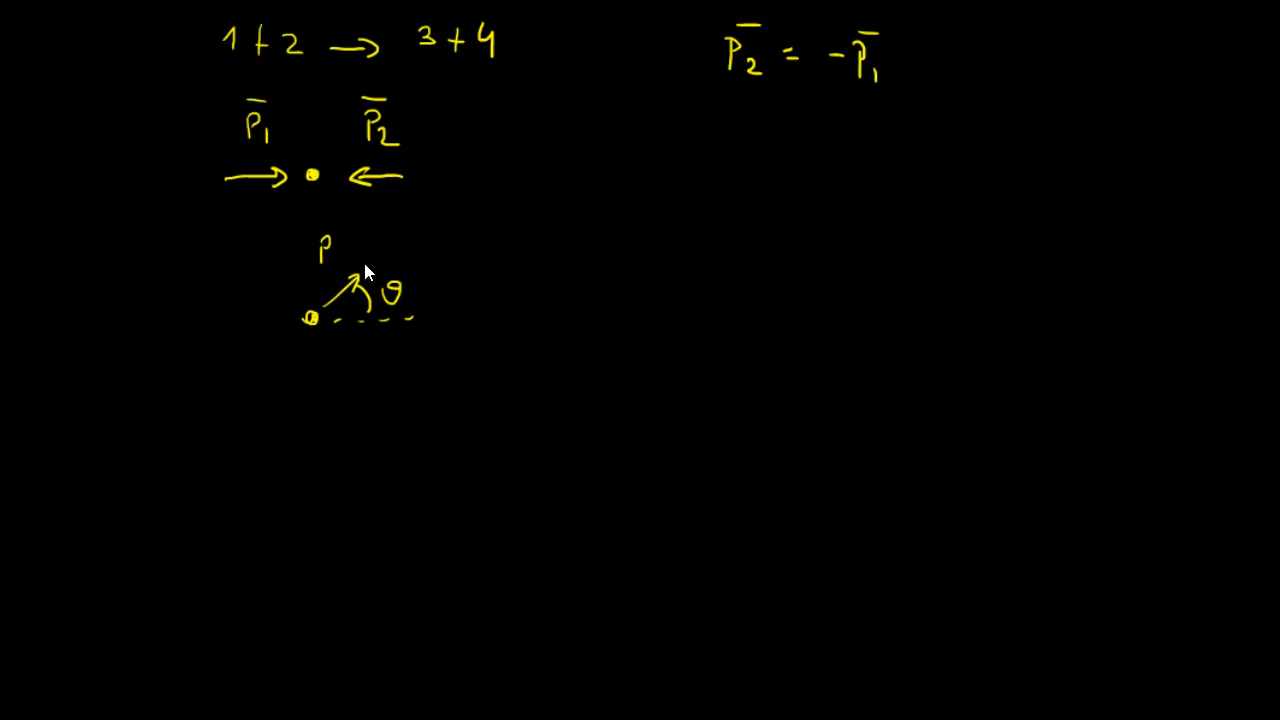 1 + 2 → 3 + 4
p̄₂ = - p̄₁
p̄₁ p̄₂
p
θ